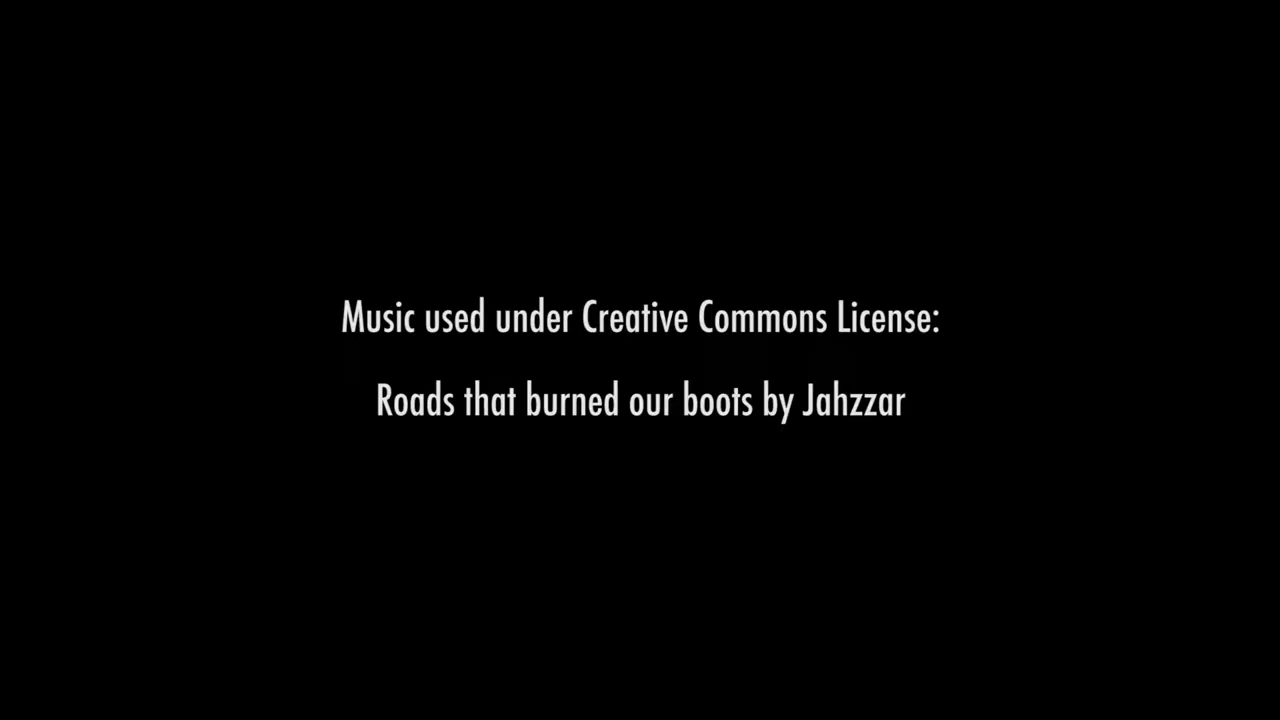 Music used under Creative Commons License:
Roads that burned our boots by Jahzzar